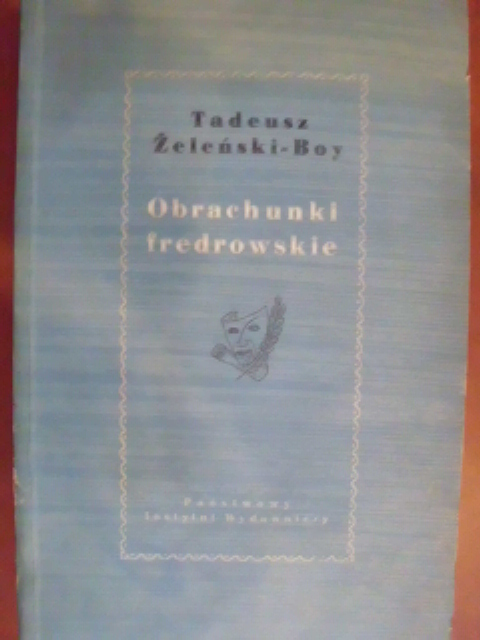 Tadeusz
Żeleński-Boy
Obrachunki
fredrowskie
Państwowy
Instytut Wydawniczy